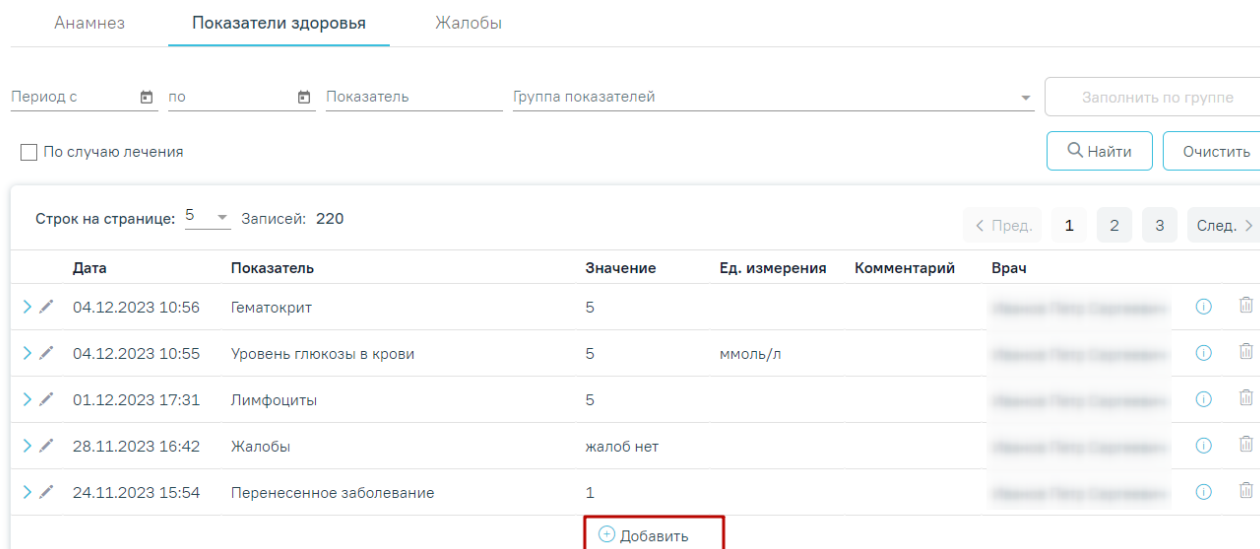 Анамнез Показатели здоровья Жалобы
Период с по Показатель Группа показателей Заполнить по группе
По случаю лечения Найти Очистить
Строк на странице: 5 Записей: 220 Пред. 1 2 3 След.
Дата Показатель Значение Ед. измерения Комментарий Врач
04.12.2023 10:56 Гематокрит 5
04.12.2023 10:55 Уровень глюкозы в крови 5 ммоль/л
01.12.2023 17:31 Лимфоциты 5
28.11.2023 16:42 Жалобы жалоб нет
24.11.2023 15:54 Перенесенное заболевание 1
Добавить